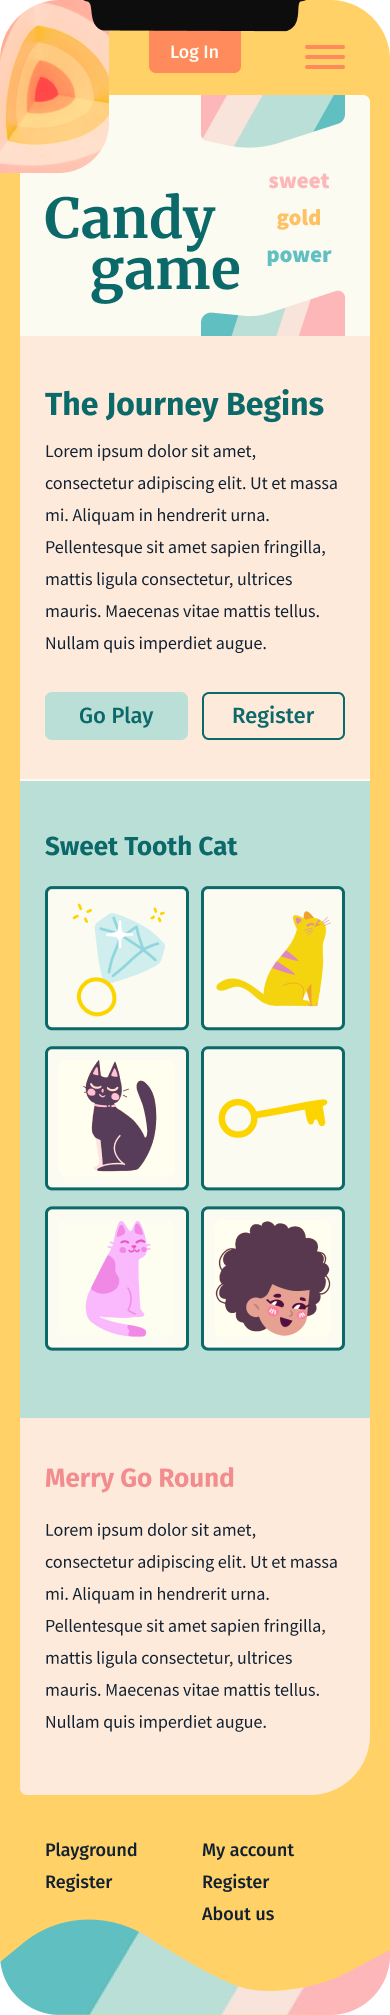 Log In
sweet
gold
power
Candy
game
The Journey Begins
Lorem ipsum dolor sit amet,
consectetur adipiscing elit. Ut et massa
mi. Aliquam in hendrerit urna.
Pellentesque sit amet sapien fringilla,
mattis ligula consectetur, ultrices
mauris. Maecenas vitae mattis tellus.
Nullam quis imperdiet augue.
Go Play
Register
Sweet Tooth Cat
Merry Go Round
Lorem ipsum dolor sit amet,
consectetur adipiscing elit. Ut et massa
mi. Aliquam in hendrerit urna.
Pellentesque sit amet sapien fringilla,
mattis ligula consectetur, ultrices
mauris. Maecenas vitae mattis tellus.
Nullam quis imperdiet augue.
Playground
Register
My account
Register
About us